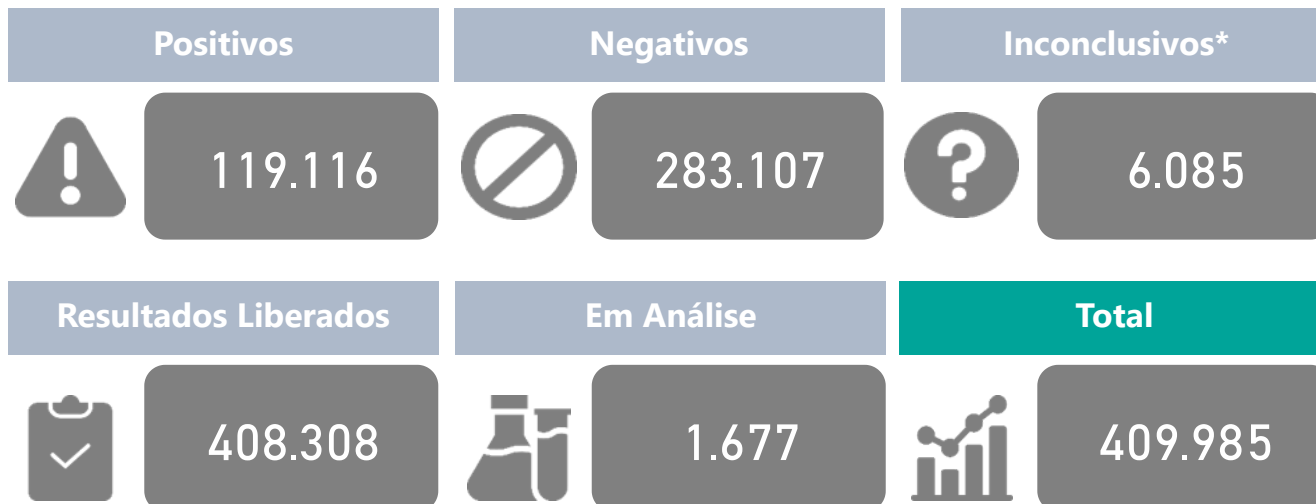 Positivos
Negativos
Inconclusivos*
119.116
283.107
6.085
Resultados Liberados
Em Análise
Total
408.308
1.677
409.985